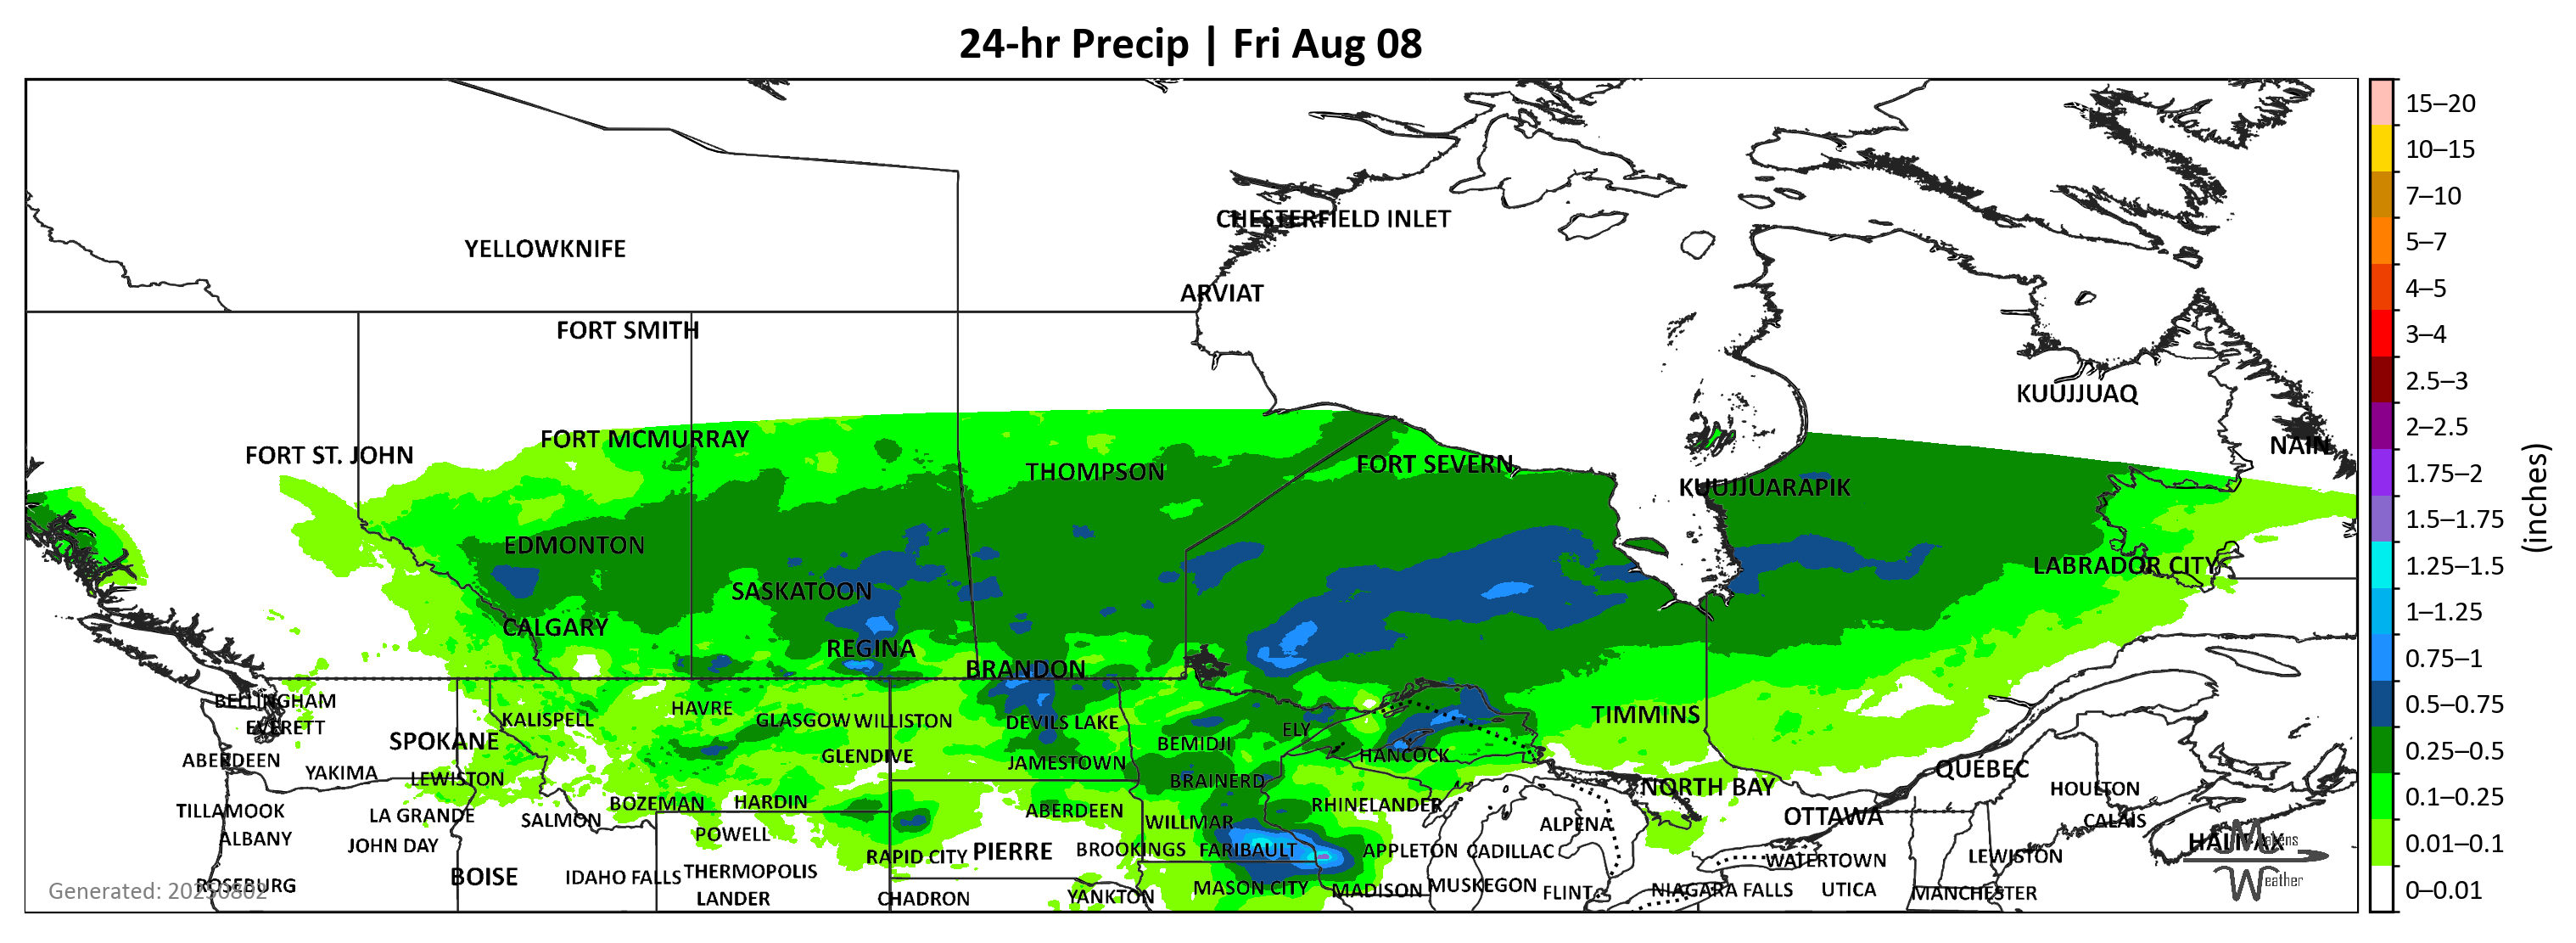 24-hr Precip | Fri Aug 08
15–20
10–15
7–10
5–7
4–5
3–4
2.5–3
2–2.5
1.75–2
1.5–1.75
1.25–1.5
1–1.25
0.75–1
0.5–0.75
0.25–0.5
0.1–0.25
0.01–0.1
0–0.01
(inches)
CHESTERFIELD INLET
YELLOWKNIFE
ARVIAT
FORT SMITH
KUUJJUAQ
FORT MCMURRAY
NAIN
FORT ST. JOHN
FORT SEVERN
THOMPSON
KUUJJUARAPIK
EDMONTON
LABRADOR CITY
SASKATOON
CALGARY
REGINA
BRANDON
BELLINGHAM
HAVRE
TIMMINS
KALISPELL
GLASGOW
WILLISTON
DEVILS LAKE
EVERETT
ELY
SPOKANE
BEMIDJI
GLENDIVE
HANCOCK
ABERDEEN
JAMESTOWN
QUÉBEC
YAKIMA
LEWISTON
BRAINERD
NORTH BAY
HOULTON
BOZEMAN
HARDIN
RHINELANDER
TILLAMOOK
LA GRANDE
SALMON
ABERDEEN
WILLMAR
ALPENA
OTTAWA
CALAIS
ALBANY
POWELL
HALIFAX
JOHN DAY
RAPID CITY
PIERRE
BROOKINGS
FARIBAULT
APPLETON
CADILLAC
LEWISTON
WATERTOWN
THERMOPOLIS
BOISE
IDAHO FALLS
ROSEBURG
MASON CITY
MADISON
MUSKEGON
FLINT
NIAGARA FALLS
UTICA
MANCHESTER
LANDER
CHADRON
YANKTON
Generated: 20250802
Weather